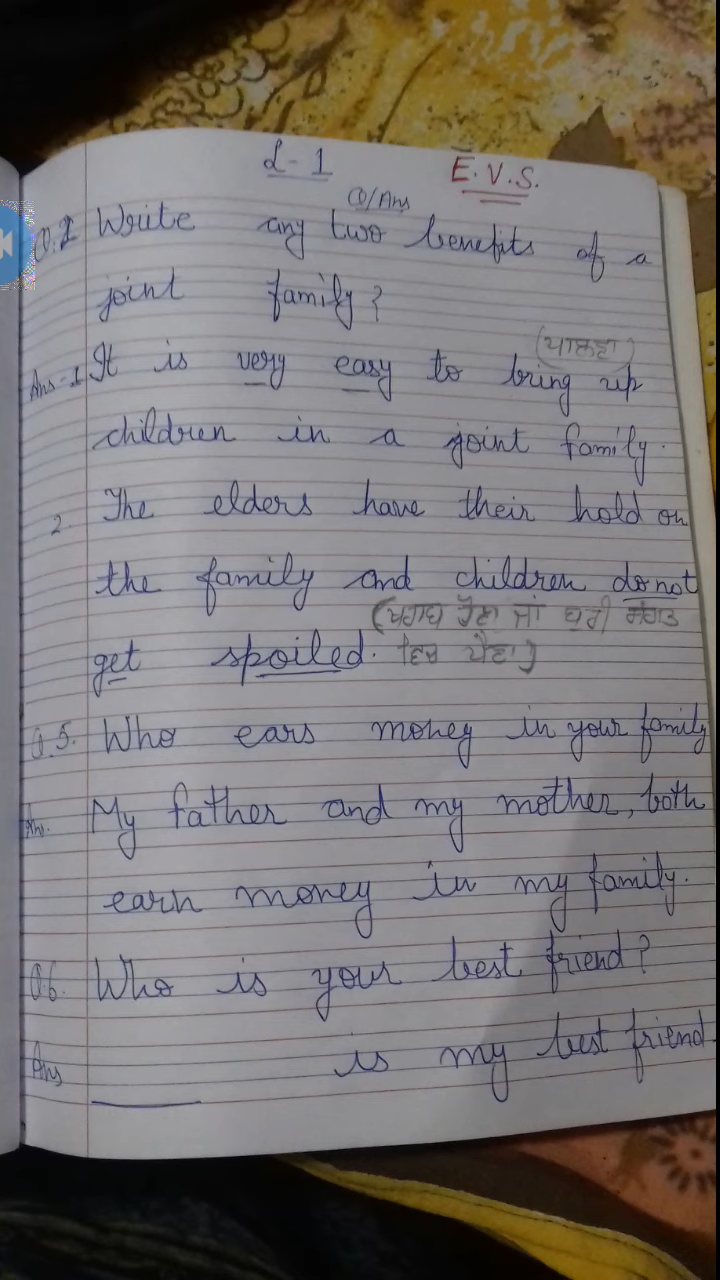 L-1 E.V.S.
Q/Ans
Q.1 Write any two benefits of a
joint family?
(ਪਾਲਣਾ)
Ans-1 It is very easy to bring up
children in a joint family.
2. The elders have their hold on
the family and children do not
(ਖਰਾਬ ਹੋਣਾ ਜਾਂ ਬੁਰੀ ਸੰਗਤ
get spoiled. ਵਿਚ ਪੈਣਾ)
Q.5. Who ears money in your family
Ans. My father and my mother, both
earn money in my family.
Q6. Who is your best friend?
Ans ______ is my best friend